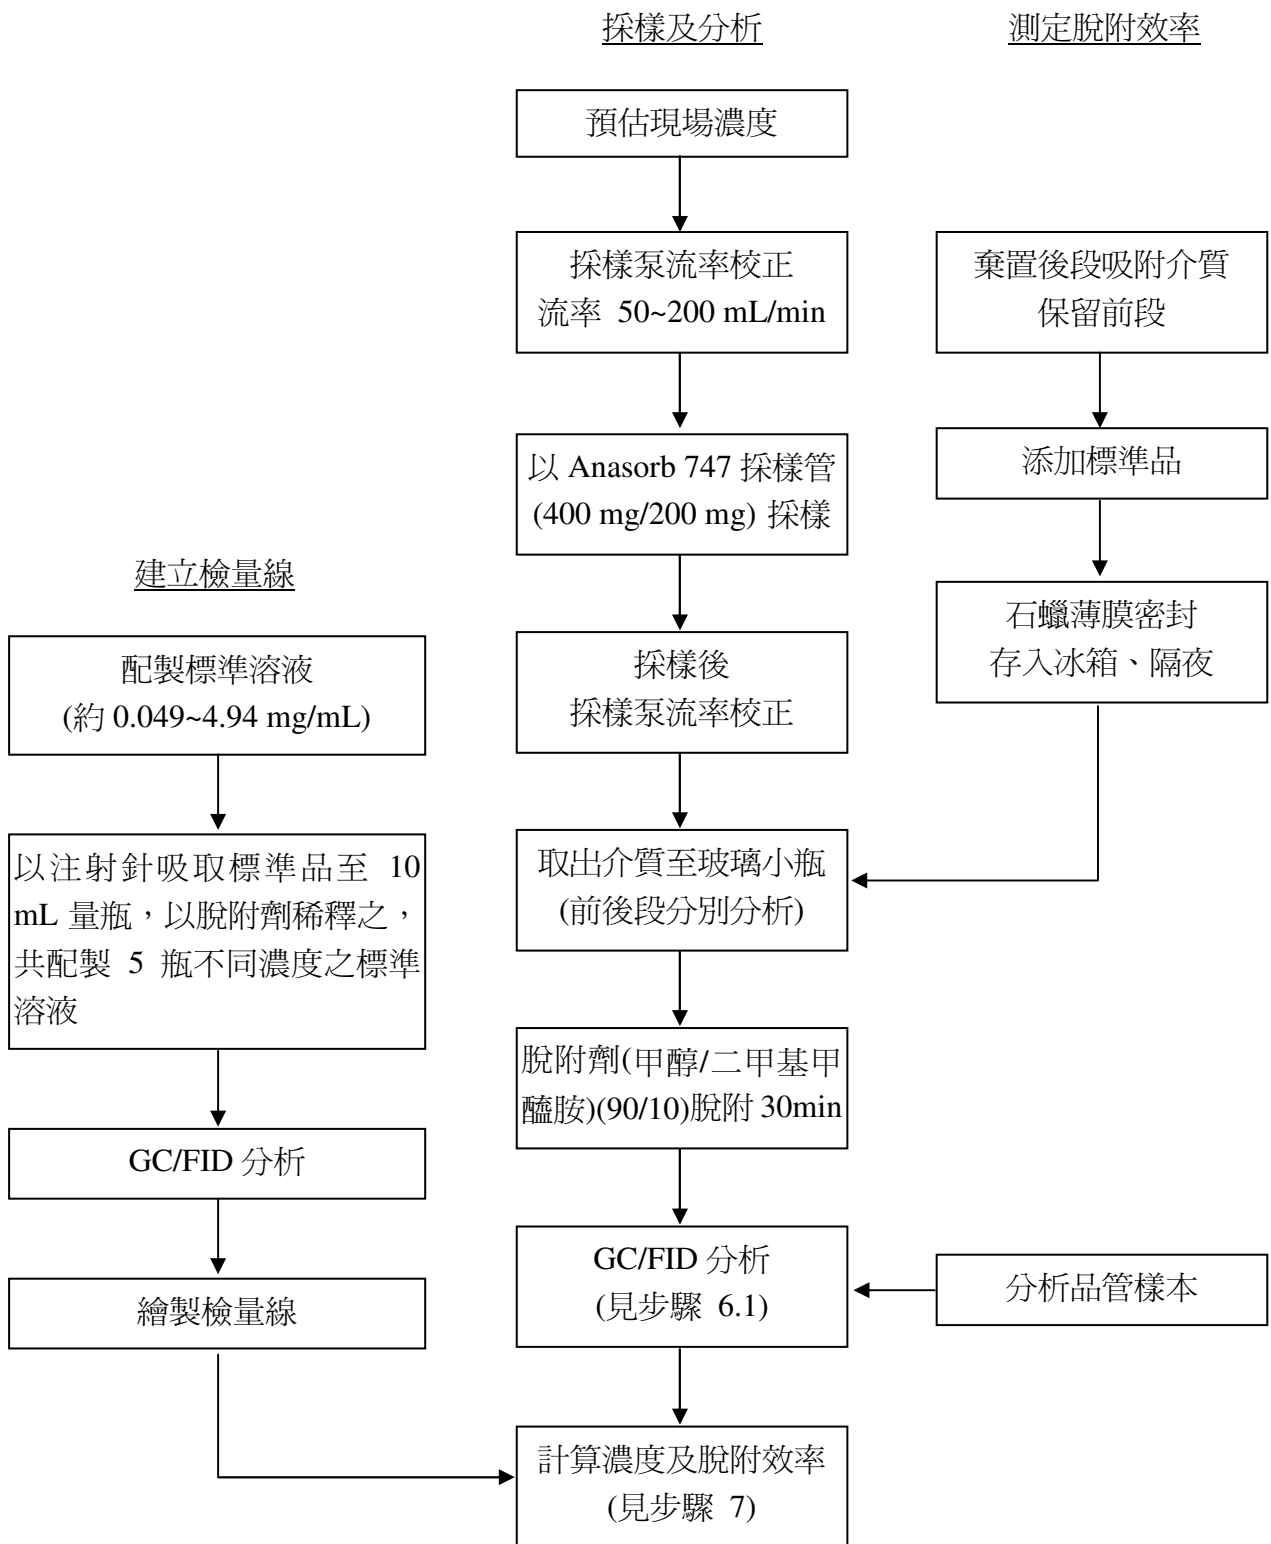 採樣及分析
測定脫附效率
預估現場濃度
採樣泵流率校正
流率 50~200 mL/min
棄置後段吸附介質
保留前段
以 Anasorb 747 採樣管
(400 mg/200 mg) 採樣
添加標準品
建立檢量線
石蠟薄膜密封
存入冰箱、隔夜
配製標準溶液
(約 0.049~4.94 mg/mL)
採樣後
採樣泵流率校正
以注射針吸取標準品至 10
mL 量瓶，以脫附劑稀釋之，
共配製 5 瓶不同濃度之標準
溶液
取出介質至玻璃小瓶
(前後段分別分析)
脫附劑(甲醇/二甲基甲
醯胺)(90/10)脫附 30min
GC/FID 分析
GC/FID 分析
(見步驟 6.1)
分析品管樣本
繪製檢量線
計算濃度及脫附效率
(見步驟 7)